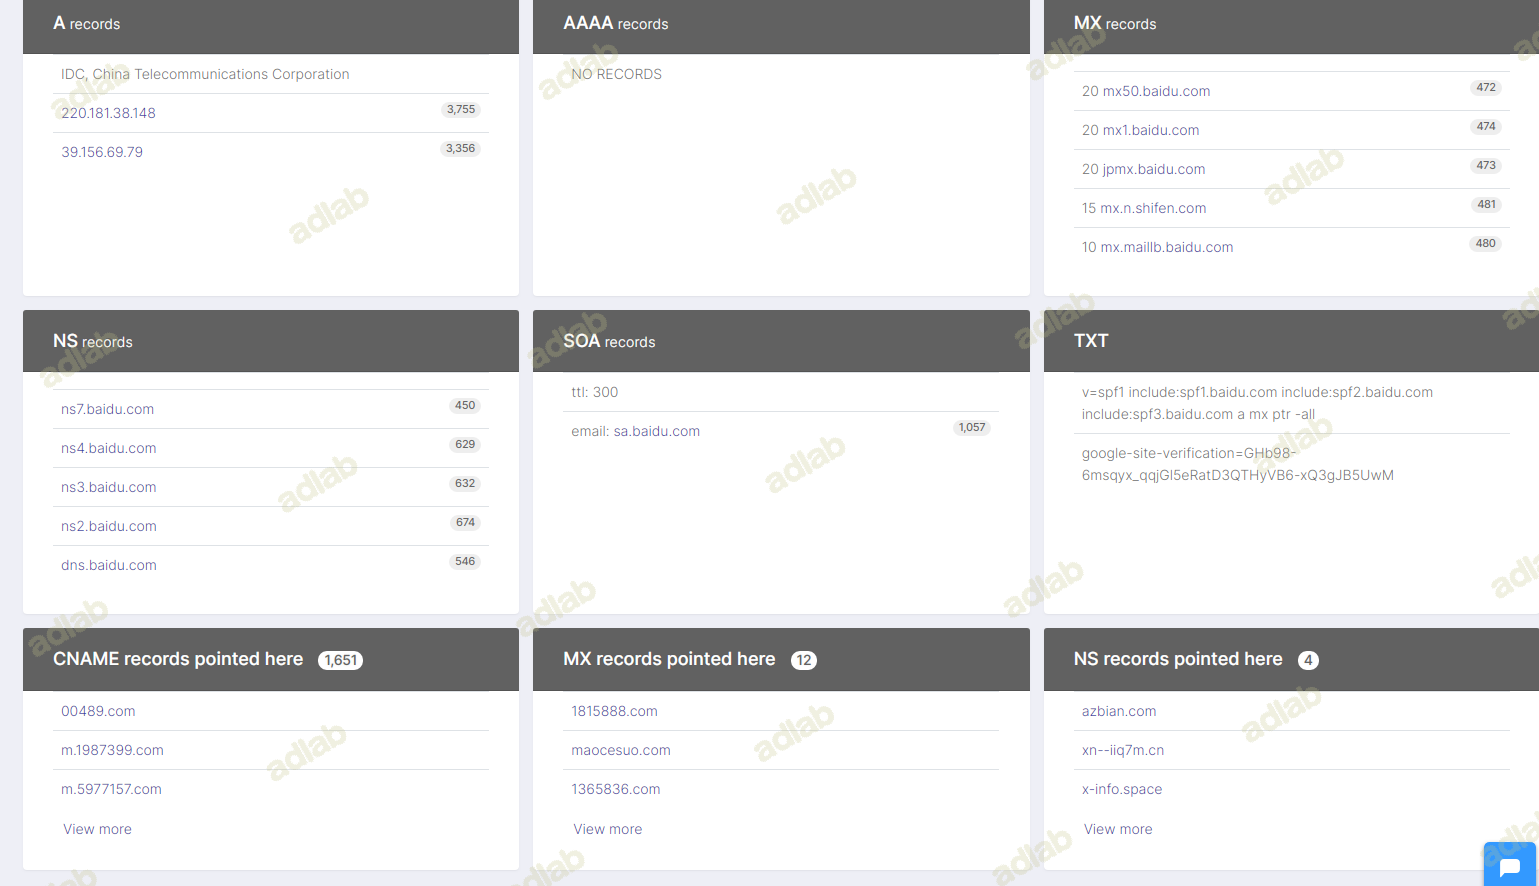 A records
IDC, China Telecommunications Corporation
220.181.38.148 3,755
39.156.69.79 3,356
AAAA records
NO RECORDS
MX records
20 mx50.baidu.com 472
20 mx1.baidu.com 474
20 jpmx.baidu.com 473
15 mx.n.shifen.com 481
10 mx.maillb.baidu.com 480
NS records
ns7.baidu.com 450
ns4.baidu.com 629
ns3.baidu.com 632
ns2.baidu.com 674
dns.baidu.com 546
SOA records
ttl: 300
email: sa.baidu.com 1,057
TXT
v=spf1 include:spf1.baidu.com include:spf2.baidu.com
include:spf3.baidu.com a mx ptr -all
google-site-verification=GHb98-
6msqyx_qqjGl5eRatD3QTHyVB6-xQ3gJB5UwM
CNAME records pointed here 1,651
00489.com
m.1987399.com
m.5977157.com
View more
MX records pointed here 12
1815888.com
maocesuo.com
1365836.com
View more
NS records pointed here 4
azbian.com
xn--iiq7m.cn
x-info.space
View more
adlab